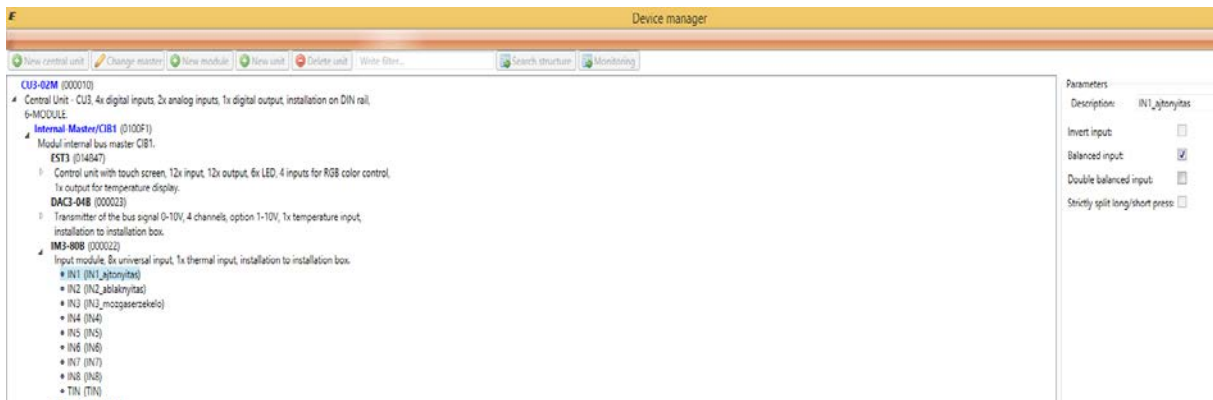 E
Device manager
New central unit Change master New module New unit Delete unit Write filter... Search structure Monitoring
CU3-02M (000010)
Central Unit - CU3, 4x digital inputs, 2x analog inputs, 1x digital output, installation on DIN rail,
6-MODULE.
Internal-Master/CIB1 (0100F1)
Modul internal bus master CIB1.
EST3 (014847)
Control unit with touch screen, 12x input, 12x output, 6x LED, 4 inputs for RGB color control,
1x output for temperature display.
DAC3-04B (000023)
Transmitter of the bus signal 0-10V, 4 channels, option 1-10V, 1x temperature input,
installation to installation box.
IM3-80B (000022)
Input module, 8x universal input, 1x thermal input, installation to installation box.
IN1 (IN1_ajtonyitas)
IN2 (IN2_ablaknyitas)
IN3 (IN3_mozgaserzekelo)
IN4 (IN4)
IN5 (IN5)
IN6 (IN6)
IN7 (IN7)
IN8 (IN8)
TIN (TIN)
Parameters
Description: IN1_ajtonyitas
Invert input:
Balanced input:
Double balanced input:
Strictly split long/short press: